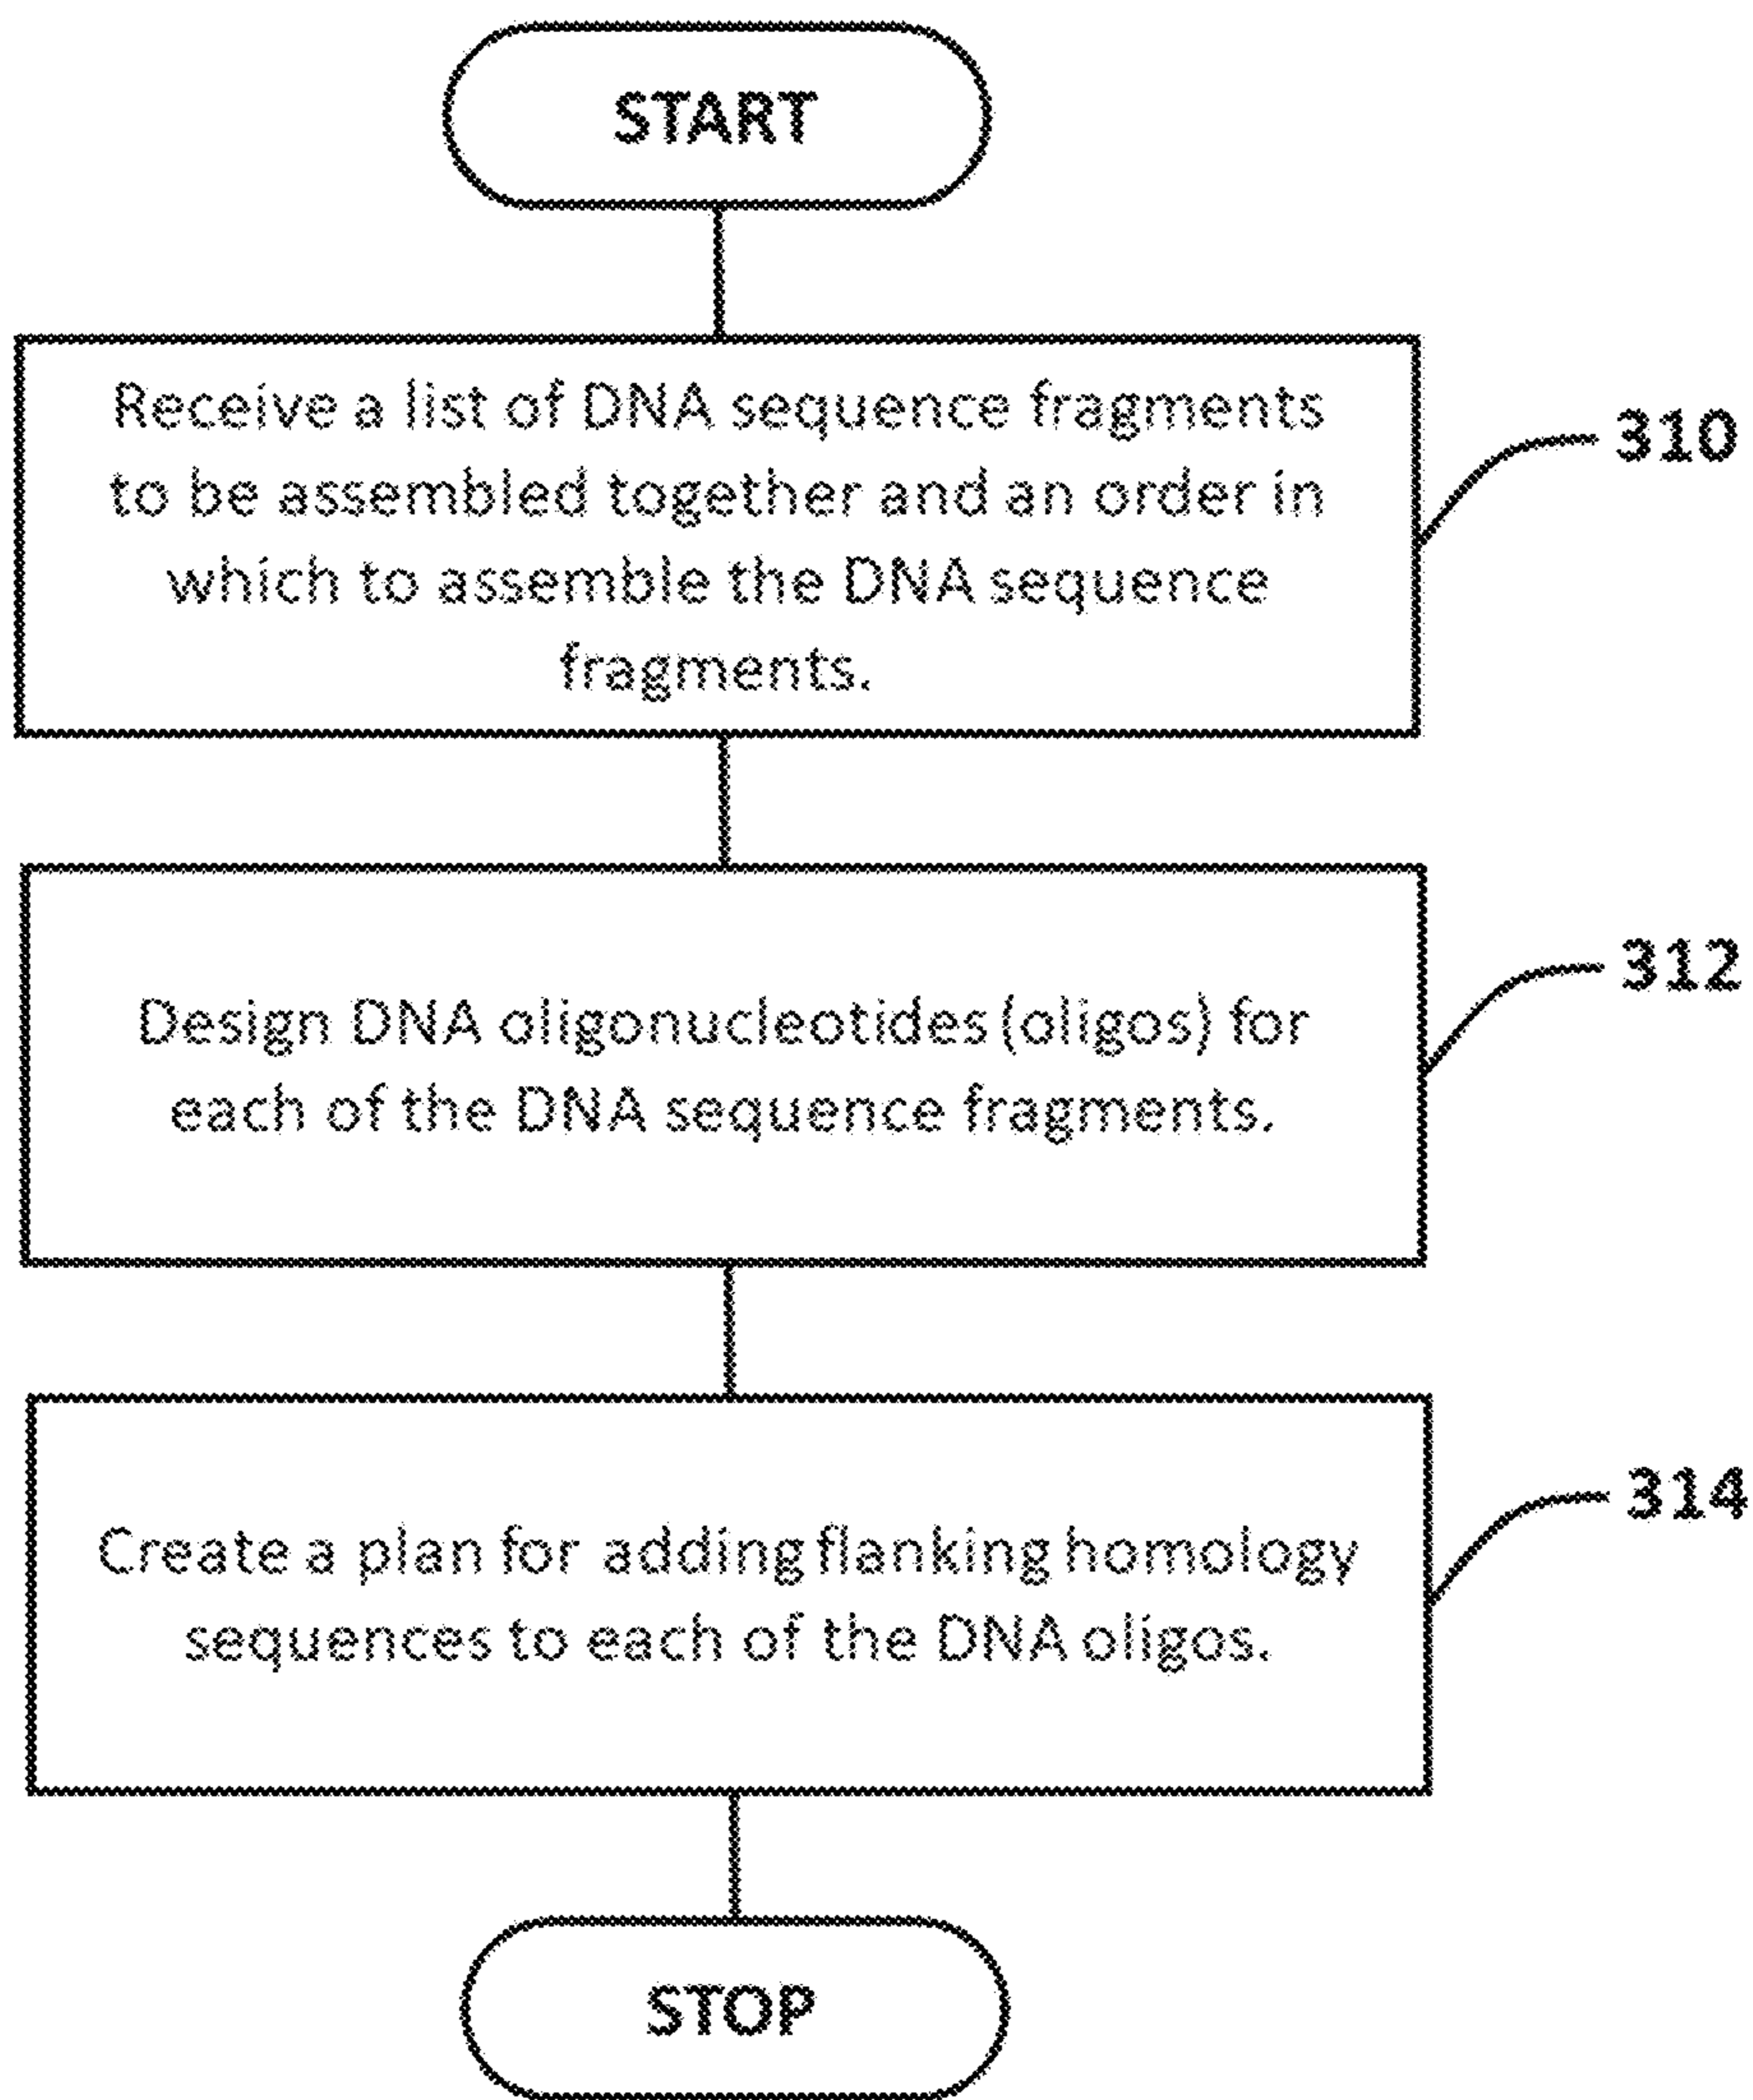 START
Receive a list of DNA sequence fragments
to be assembled together and an order in
which to assemble the DNA sequence
fragments.
310
Design DNA oligonucleotides (oligos) for
each of the DNA sequence fragments.
312
Create a plan for adding flanking homology
sequences to each of the DNA oligos.
314
STOP